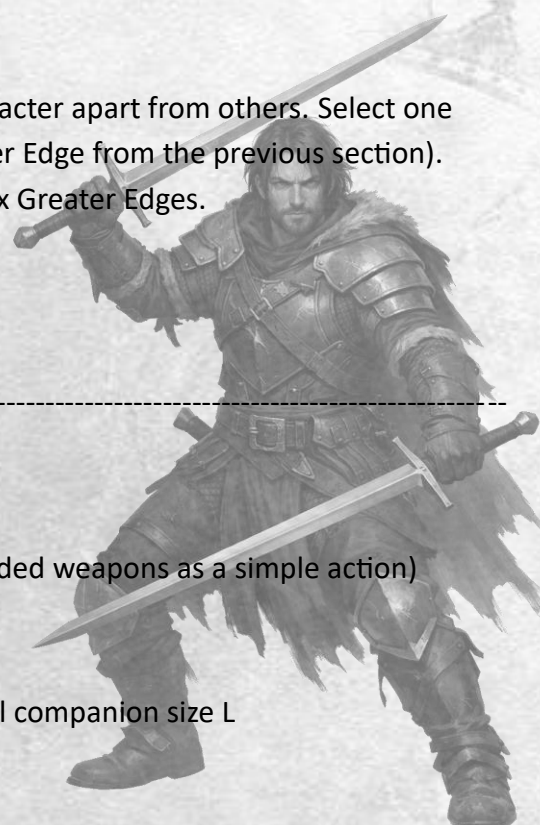 acter apart from others. Select one
er Edge from the previous section).
x Greater Edges.
-------------------------------------------------------------
ded weapons as a simple action)
l companion size L